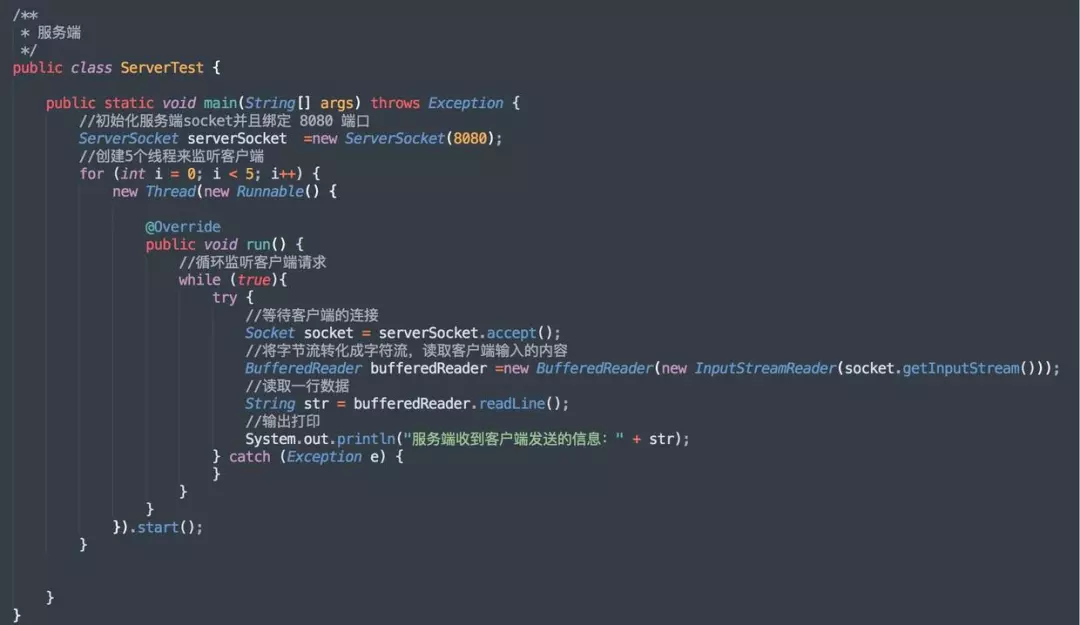 /**
 * 服务端
 */
public class ServerTest {
    public static void main(String[] args) throws Exception {
        //初始化服务端socket并且绑定 8080 端口
        ServerSocket serverSocket  =new ServerSocket(8080);
        //创建5个线程来监听客户端
        for (int i = 0; i < 5; i++) {
            new Thread(new Runnable() {
                @Override
                public void run() {
                    //循环监听客户端请求
                    while (true){
                        try {
                            //等待客户端的连接
                            Socket socket = serverSocket.accept();
                            //将字节流转化成字符流，读取客户端输入的内容
                            BufferedReader bufferedReader =new BufferedReader(new InputStreamReader(socket.getInputStream()));
                            //读取一行数据
                            String str = bufferedReader.readLine();
                            //输出打印
                            System.out.println("服务端收到客户端发送的信息：" + str);
                        } catch (Exception e) {
                        }
                    }
                }
            }).start();
        }
    }
}